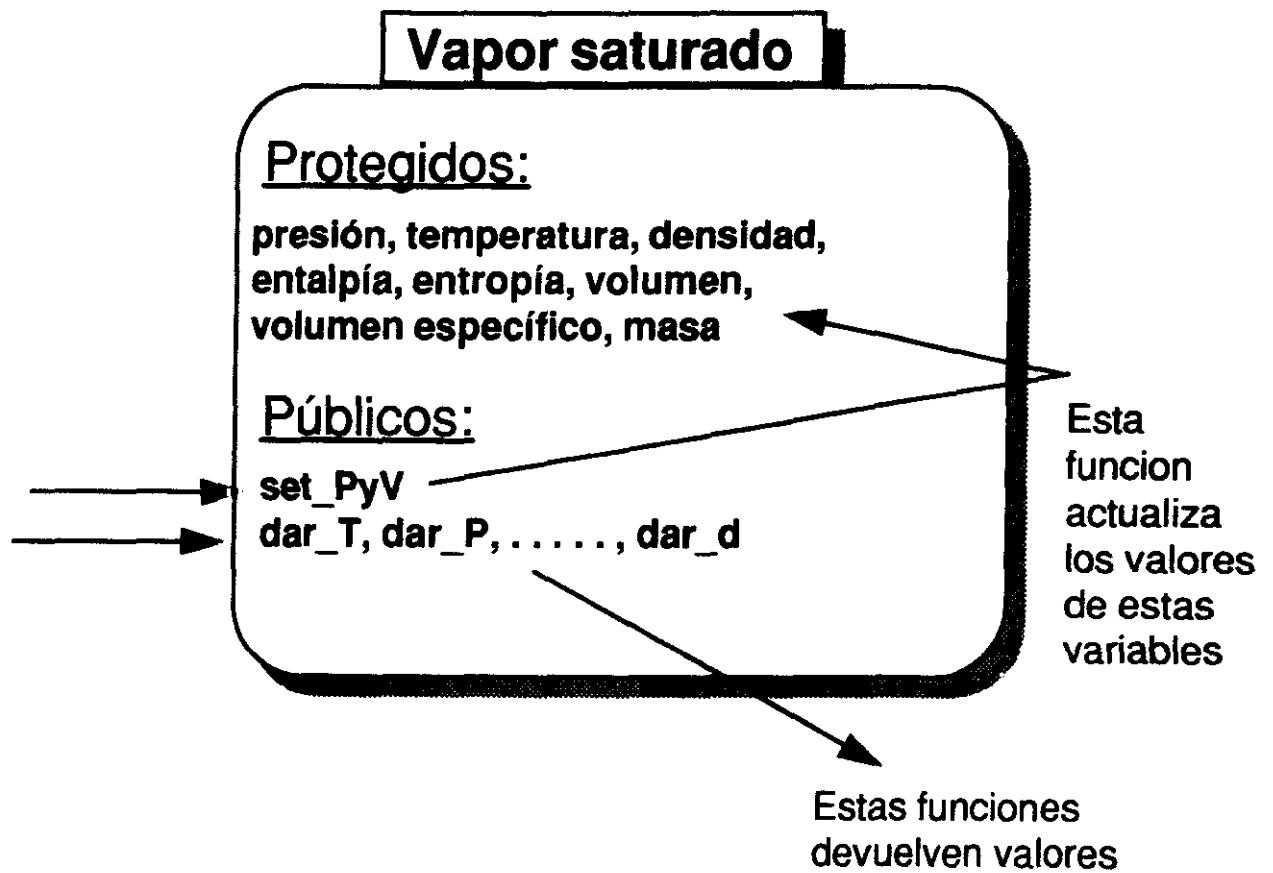 Vapor saturado
Protegidos:
presión, temperatura, densidad,
entalpía, entropía, volumen,
volumen específico, masa
Públicos:
set_PyV
dar_T, dar_P, . . . . . , dar_d
Esta
funcion
actualiza
los valores
de estas
variables
Estas funciones
devuelven valores